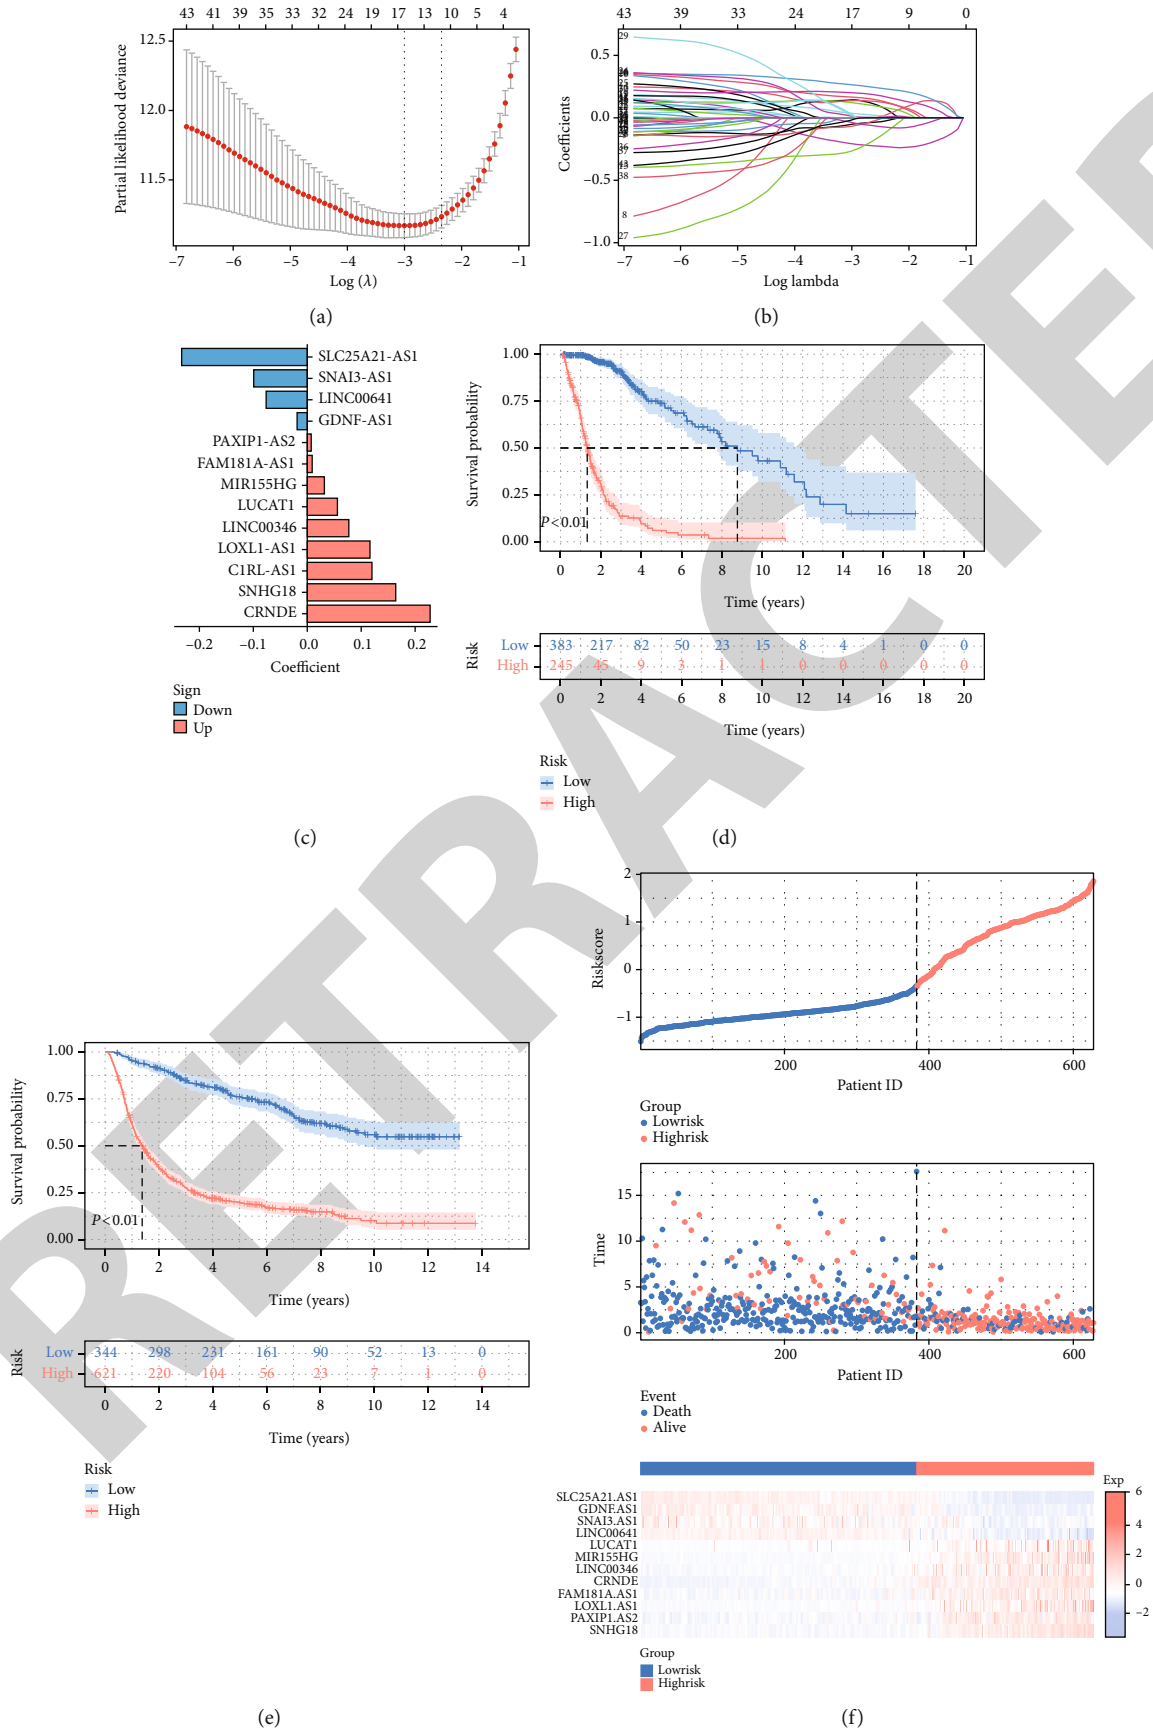 43 41 39 35 33 32 24 19 17 13 10 5 4
12.5
12.0
11.5
Partial likelihood deviance
−7 −6 −5 −4 −3 −2 −1
Log (λ)
(a)
43 39 33 24 17 9 0
0.5
0.0
−0.5
−1.0
Coefficients
29
36
37
43
38
8
27
−7 −6 −5 −4 −3 −2 −1
Log lambda
(b)
SLC25A21-AS1
SNAI3-AS1
LINC00641
GDNF-AS1
PAXIP1-AS2
FAM181A-AS1
MIR155HG
LUCAT1
LINC00346
LOXL1-AS1
C1RL-AS1
SNHG18
CRNDE
−0.2 −0.1 0.0 0.1 0.2
Coefficient
Sign
Down
Up
(c)
1.00
0.75
0.50
0.25
0.00
Survival probability
P<0.01
0 2 4 6 8 10 12 14 16 18 20
Time (years)
Risk
Low 383 217 82 50 23 15 8 4 1 0 0
High 245 45 9 3 1 1 0 0 0 0 0
0 2 4 6 8 10 12 14 16 18 20
Time (years)
Risk
Low
High
(d)
1.00
0.75
0.50
0.25
0.00
Survival probability
P<0.01
0 2 4 6 8 10 12 14
Time (years)
Risk
Low 344 298 231 161 90 52 13 0
High 621 220 104 56 23 7 1 0
0 2 4 6 8 10 12 14
Time (years)
Risk
Low
High
(e)
2
1
0
−1
Riskscore
200 400 600
Patient ID
Group
Lowrisk
Highrisk
15
10
5
0
Time
200 400 600
Patient ID
Event
Death
Alive
SLC25A21.AS1
GDNF.AS1
SNAI3.AS1
LINC00641
LUCAT1
MIR155HG
LINC00346
CRNDE
FAM181A.AS1
LOXL1.AS1
PAXIP1.AS2
SNHG18
Exp
6
4
2
0
−2
Group
Lowrisk
Highrisk
(f)
RETRACTED